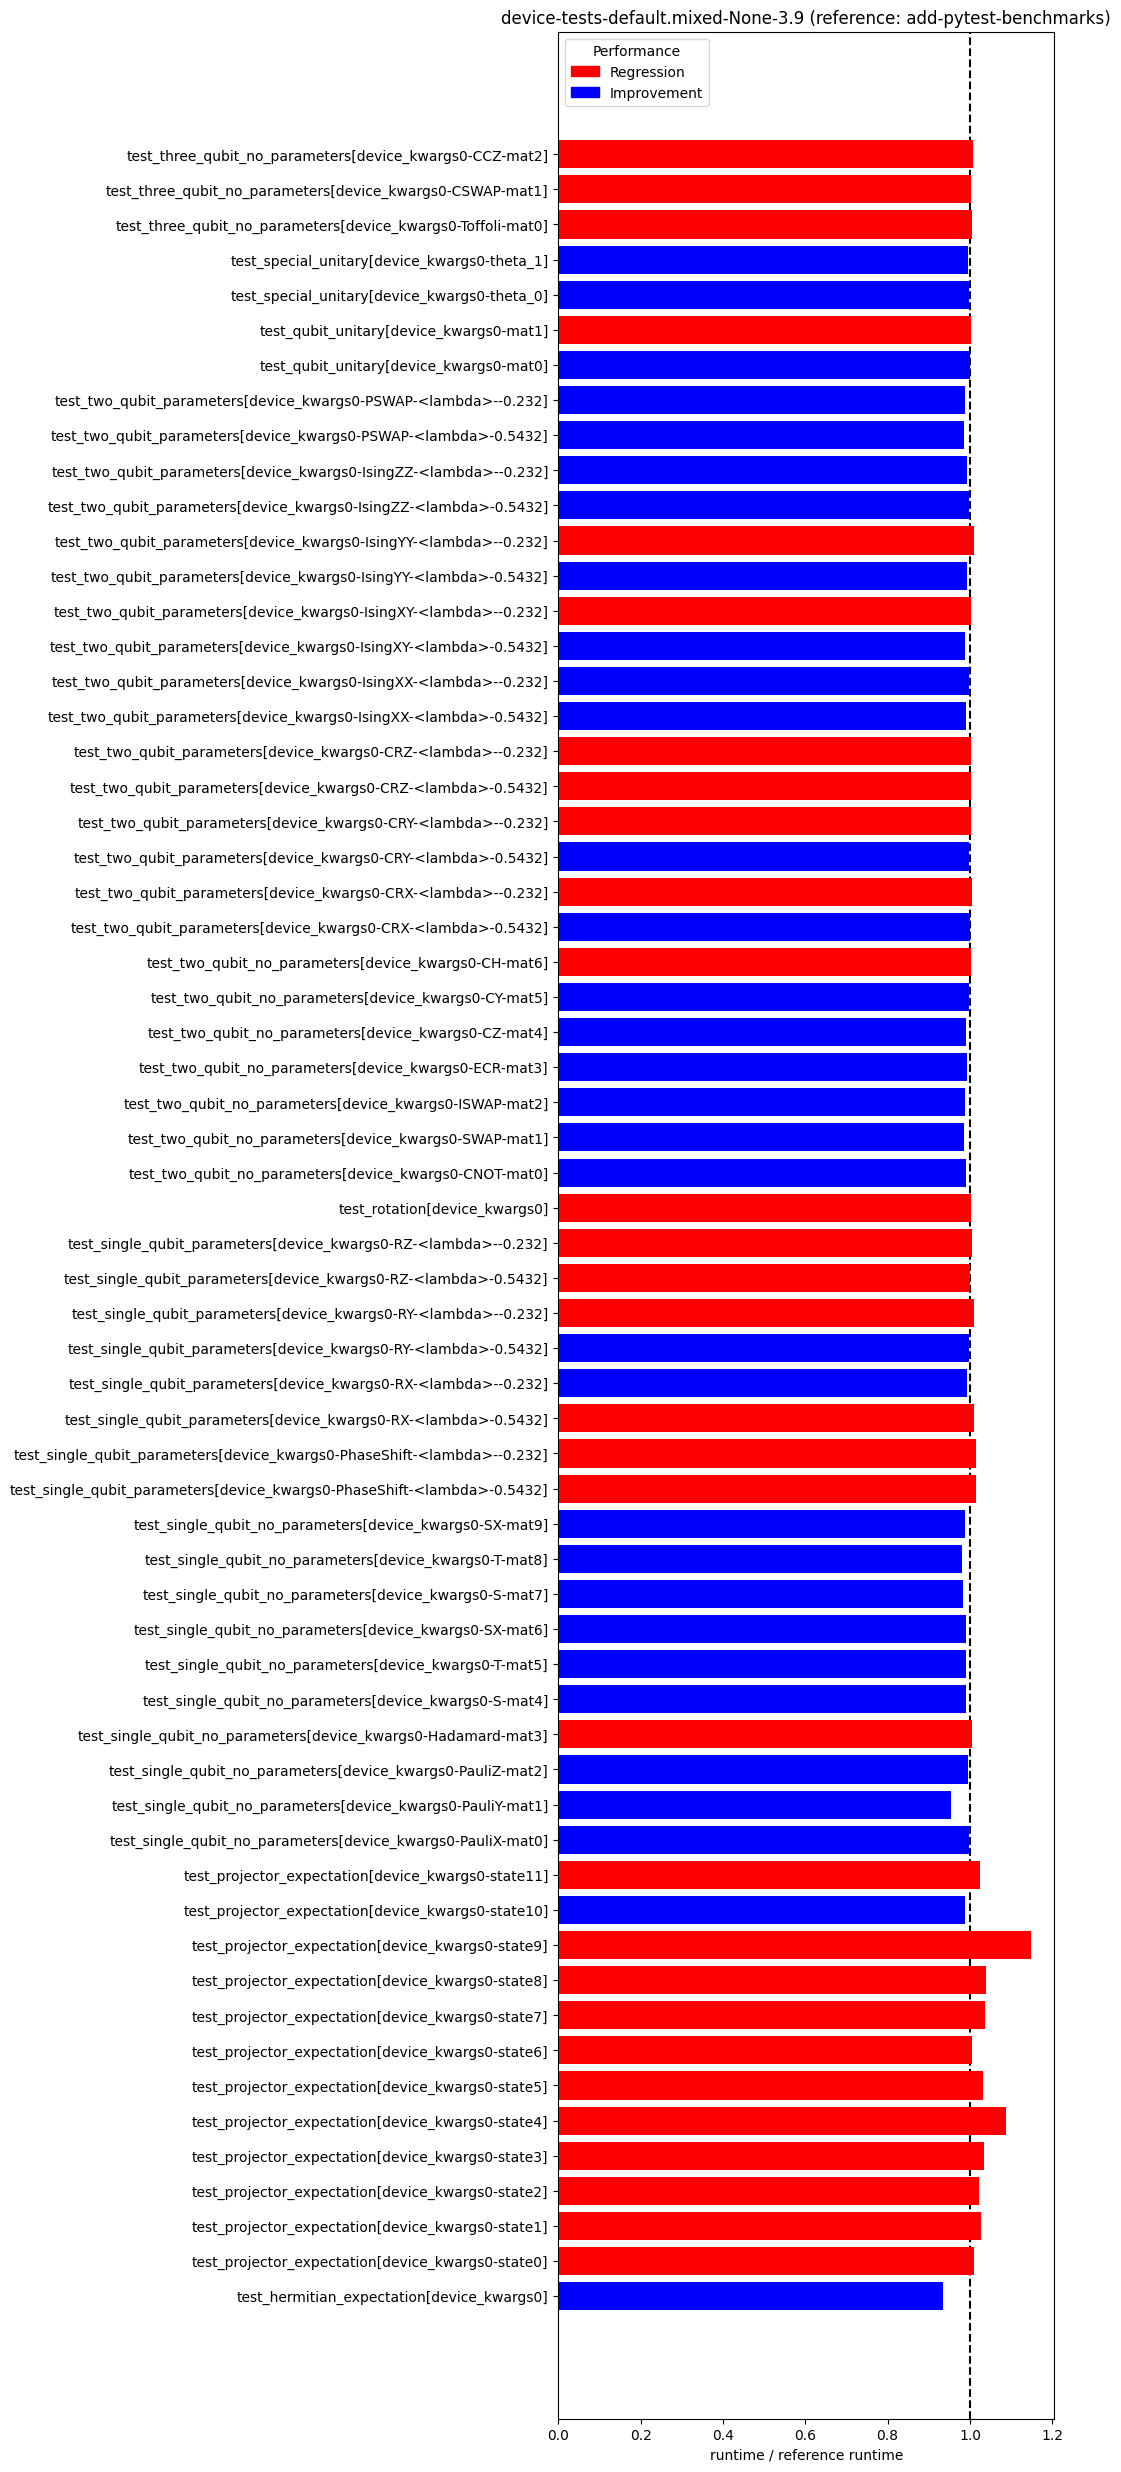 device-tests-default.mixed-None-3.9 (reference: add-pytest-benchmarks)
Performance
Regression
Improvement
test_three_qubit_no_parameters[device_kwargs0-CCZ-mat2]
test_three_qubit_no_parameters[device_kwargs0-CSWAP-mat1]
test_three_qubit_no_parameters[device_kwargs0-Toffoli-mat0]
test_special_unitary[device_kwargs0-theta_1]
test_special_unitary[device_kwargs0-theta_0]
test_qubit_unitary[device_kwargs0-mat1]
test_qubit_unitary[device_kwargs0-mat0]
test_two_qubit_parameters[device_kwargs0-PSWAP-<lambda>--0.232]
test_two_qubit_parameters[device_kwargs0-PSWAP-<lambda>-0.5432]
test_two_qubit_parameters[device_kwargs0-IsingZZ-<lambda>--0.232]
test_two_qubit_parameters[device_kwargs0-IsingZZ-<lambda>-0.5432]
test_two_qubit_parameters[device_kwargs0-IsingYY-<lambda>--0.232]
test_two_qubit_parameters[device_kwargs0-IsingYY-<lambda>-0.5432]
test_two_qubit_parameters[device_kwargs0-IsingXY-<lambda>--0.232]
test_two_qubit_parameters[device_kwargs0-IsingXY-<lambda>-0.5432]
test_two_qubit_parameters[device_kwargs0-IsingXX-<lambda>--0.232]
test_two_qubit_parameters[device_kwargs0-IsingXX-<lambda>-0.5432]
test_two_qubit_parameters[device_kwargs0-CRZ-<lambda>--0.232]
test_two_qubit_parameters[device_kwargs0-CRZ-<lambda>-0.5432]
test_two_qubit_parameters[device_kwargs0-CRY-<lambda>--0.232]
test_two_qubit_parameters[device_kwargs0-CRY-<lambda>-0.5432]
test_two_qubit_parameters[device_kwargs0-CRX-<lambda>--0.232]
test_two_qubit_parameters[device_kwargs0-CRX-<lambda>-0.5432]
test_two_qubit_no_parameters[device_kwargs0-CH-mat6]
test_two_qubit_no_parameters[device_kwargs0-CY-mat5]
test_two_qubit_no_parameters[device_kwargs0-CZ-mat4]
test_two_qubit_no_parameters[device_kwargs0-ECR-mat3]
test_two_qubit_no_parameters[device_kwargs0-ISWAP-mat2]
test_two_qubit_no_parameters[device_kwargs0-SWAP-mat1]
test_two_qubit_no_parameters[device_kwargs0-CNOT-mat0]
test_rotation[device_kwargs0]
test_single_qubit_parameters[device_kwargs0-RZ-<lambda>--0.232]
test_single_qubit_parameters[device_kwargs0-RZ-<lambda>-0.5432]
test_single_qubit_parameters[device_kwargs0-RY-<lambda>--0.232]
test_single_qubit_parameters[device_kwargs0-RY-<lambda>-0.5432]
test_single_qubit_parameters[device_kwargs0-RX-<lambda>--0.232]
test_single_qubit_parameters[device_kwargs0-RX-<lambda>-0.5432]
test_single_qubit_parameters[device_kwargs0-PhaseShift-<lambda>--0.232]
test_single_qubit_parameters[device_kwargs0-PhaseShift-<lambda>-0.5432]
test_single_qubit_no_parameters[device_kwargs0-SX-mat9]
test_single_qubit_no_parameters[device_kwargs0-T-mat8]
test_single_qubit_no_parameters[device_kwargs0-S-mat7]
test_single_qubit_no_parameters[device_kwargs0-SX-mat6]
test_single_qubit_no_parameters[device_kwargs0-T-mat5]
test_single_qubit_no_parameters[device_kwargs0-S-mat4]
test_single_qubit_no_parameters[device_kwargs0-Hadamard-mat3]
test_single_qubit_no_parameters[device_kwargs0-PauliZ-mat2]
test_single_qubit_no_parameters[device_kwargs0-PauliY-mat1]
test_single_qubit_no_parameters[device_kwargs0-PauliX-mat0]
test_projector_expectation[device_kwargs0-state11]
test_projector_expectation[device_kwargs0-state10]
test_projector_expectation[device_kwargs0-state9]
test_projector_expectation[device_kwargs0-state8]
test_projector_expectation[device_kwargs0-state7]
test_projector_expectation[device_kwargs0-state6]
test_projector_expectation[device_kwargs0-state5]
test_projector_expectation[device_kwargs0-state4]
test_projector_expectation[device_kwargs0-state3]
test_projector_expectation[device_kwargs0-state2]
test_projector_expectation[device_kwargs0-state1]
test_projector_expectation[device_kwargs0-state0]
test_hermitian_expectation[device_kwargs0]
0.0 0.2 0.4 0.6 0.8 1.0 1.2
runtime / reference runtime